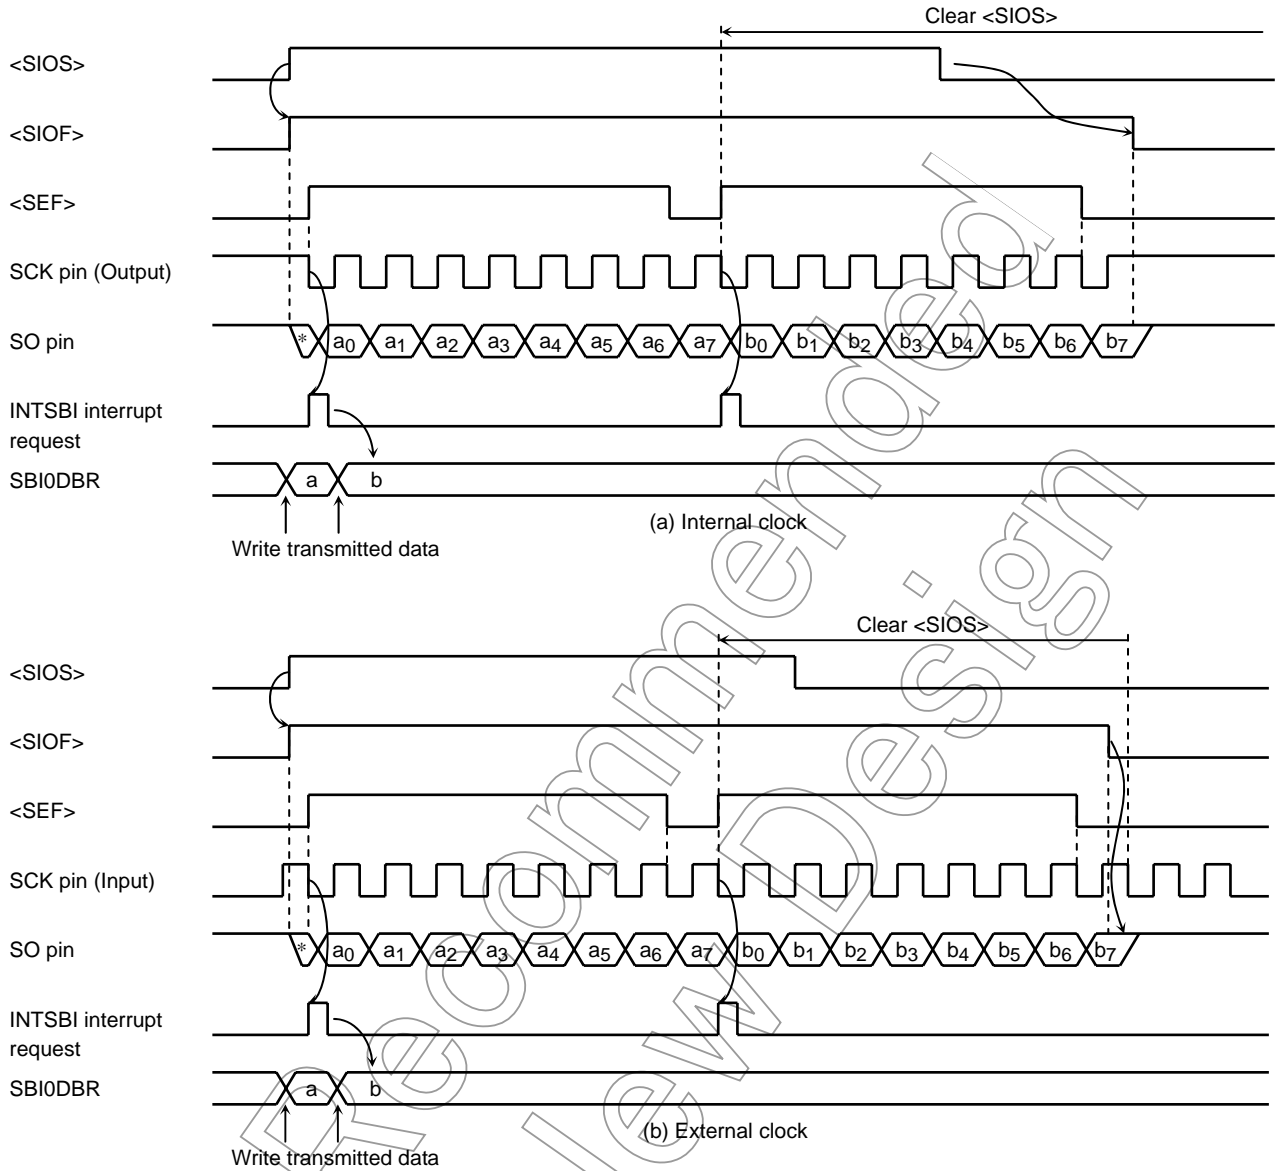 Clear <SIOS>
<SIOS>
<SIOF>
<SEF>
SCK pin (Output)
SO pin
* a0 a1 a2 a3 a4 a5 a6 a7 b0 b1 b2 b3 b4 b5 b6 b7
INTSBI interrupt
request
SBI0DBR
a b
(a) Internal clock
Write transmitted data
Clear <SIOS>
<SIOS>
<SIOF>
<SEF>
SCK pin (Input)
SO pin
* a0 a1 a2 a3 a4 a5 a6 a7 b0 b1 b2 b3 b4 b5 b6 b7
INTSBI interrupt
request
SBI0DBR
a b
(b) External clock
Write transmitted data
Recommended
Design